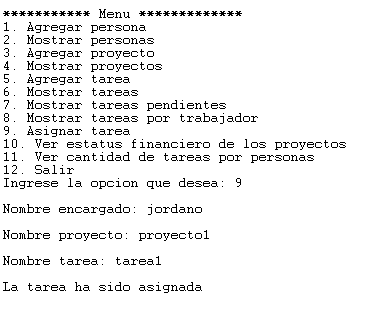 *********** Menu *************
1. Agregar persona
2. Mostrar personas
3. Agregar proyecto
4. Mostrar proyectos
5. Agregar tarea
6. Mostrar tareas
7. Mostrar tareas pendientes
8. Mostrar tareas por trabajador
9. Asignar tarea
10. Ver estatus financiero de los proyectos
11. Ver cantidad de tareas por personas
12. Salir
Ingrese la opcion que desea: 9
Nombre encargado: jordano
Nombre proyecto: proyecto1
Nombre tarea: tarea1
La tarea ha sido asignada